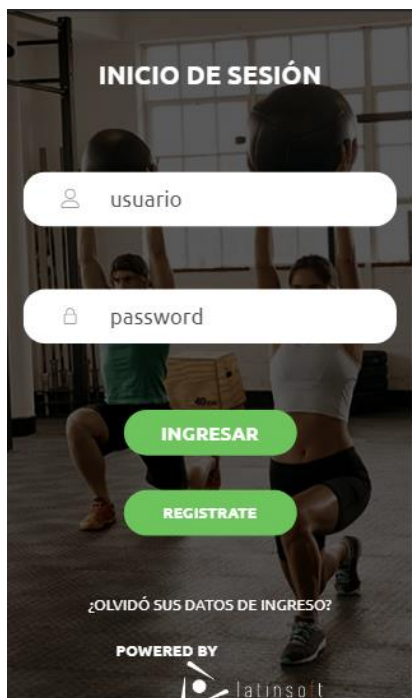 INICIO DE SESIÓN
usuario
password
INGRESAR
REGISTRATE
¿OLVIDÓ SUS DATOS DE INGRESO?
POWERED BY
latinsoft